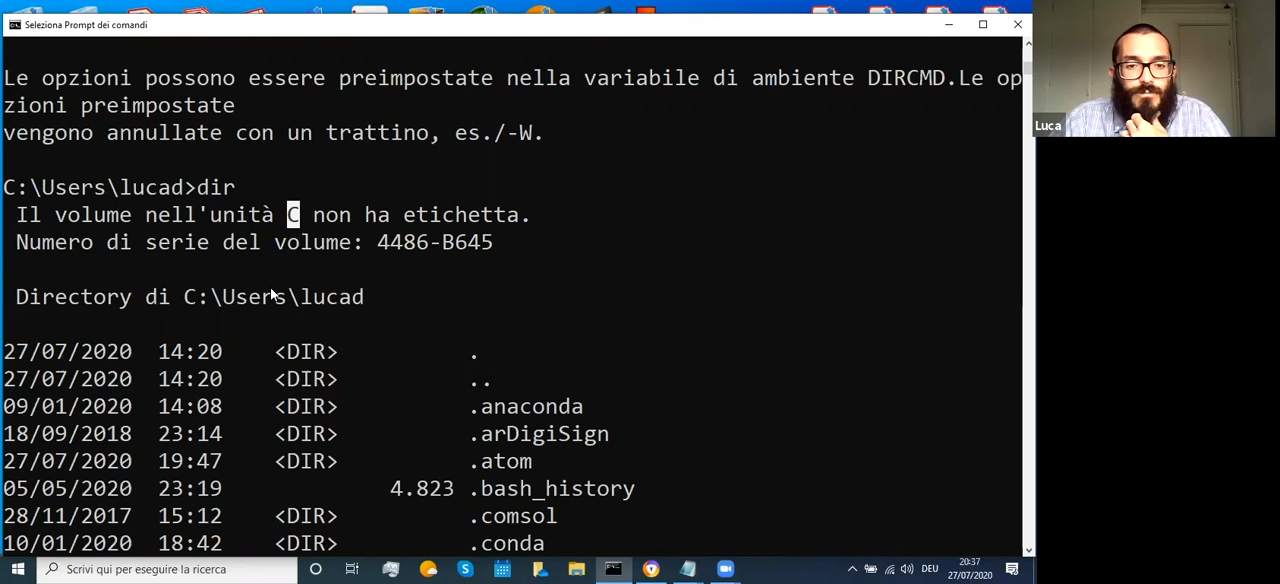 Seleziona Prompt dei comandi
Le opzioni possono essere preimpostate nella variabile di ambiente DIRCMD.Le op
zioni preimpostate
vengono annullate con un trattino, es./-W.
C:\Users\lucad>dir
Il volume nell'unità C non ha etichetta.
Numero di serie del volume: 4486-B645
Directory di C:\Users\lucad
27/07/2020 14:20 <DIR> .
27/07/2020 14:20 <DIR> ..
09/01/2020 14:08 <DIR> .anaconda
18/09/2018 23:14 <DIR> .arDigiSign
27/07/2020 19:47 <DIR> .atom
05/05/2020 23:19 4.823 .bash_history
28/11/2017 15:12 <DIR> .comsol
10/01/2020 18:42 <DIR> .conda
Luca
Scrivi qui per eseguire la ricerca
DEU
20:37
27/07/2020